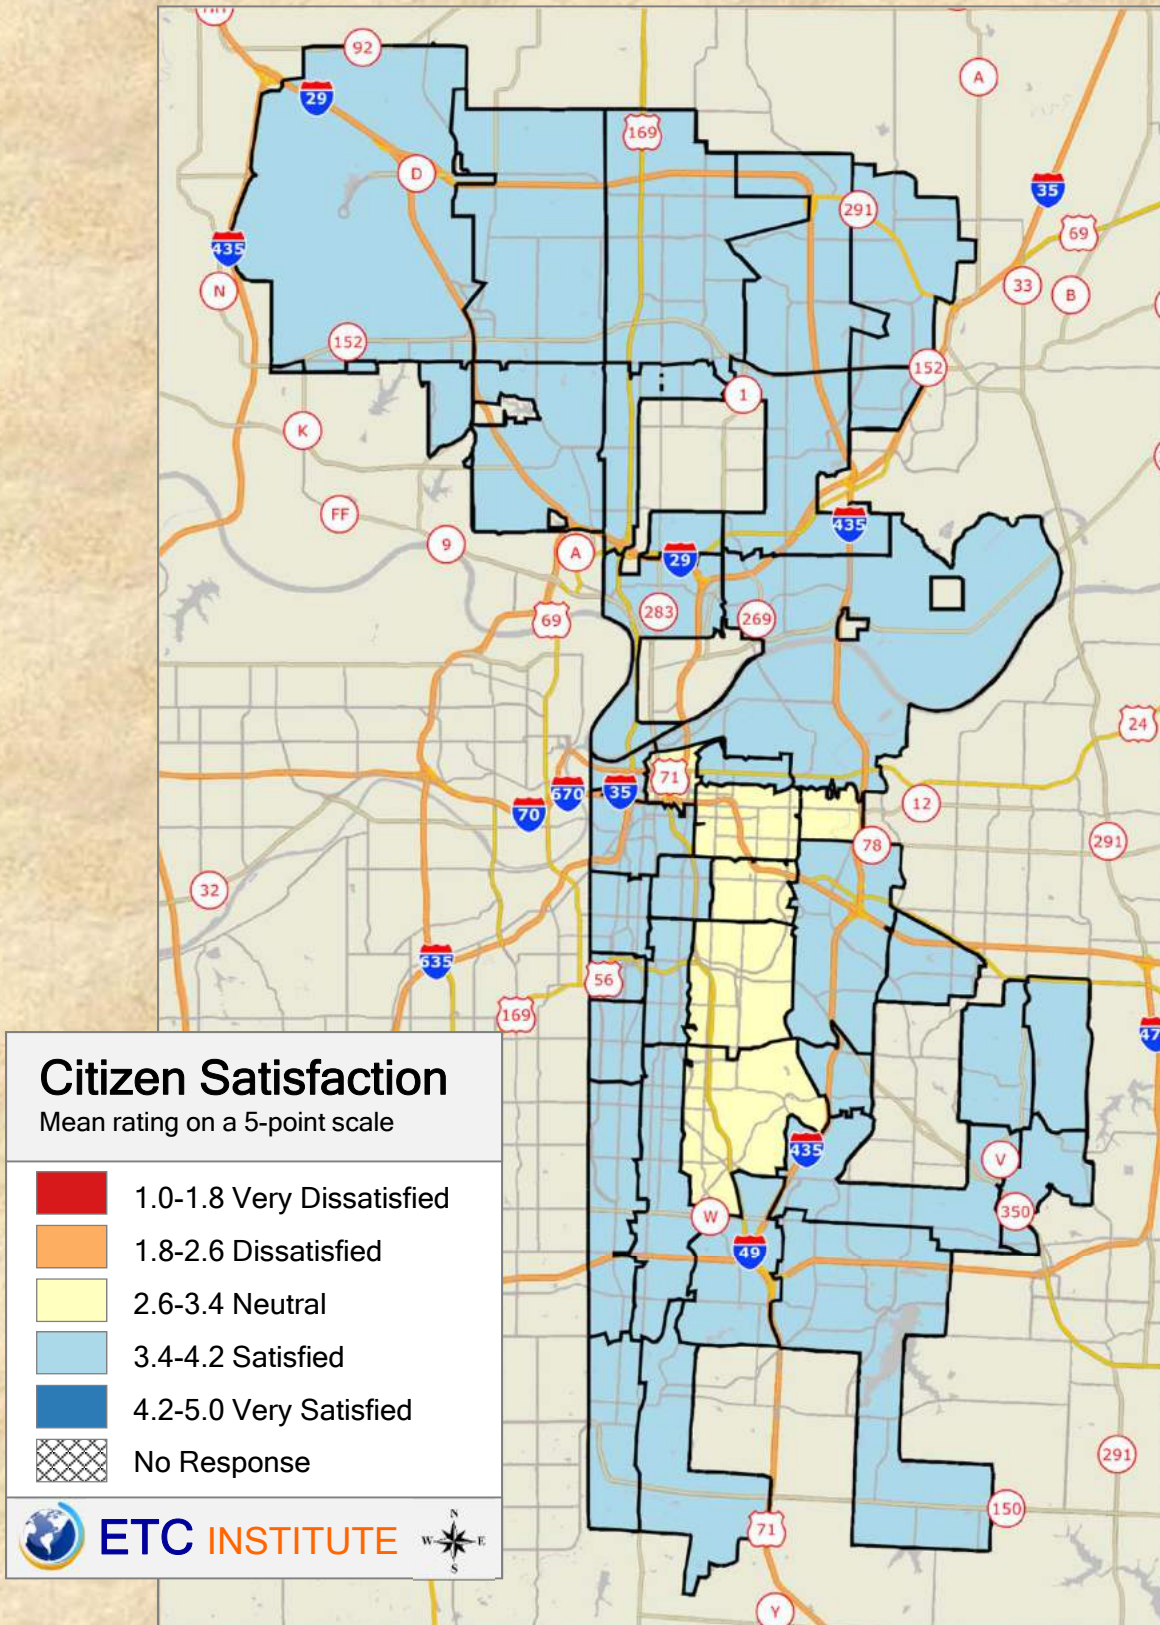 92
A
29
169
D
35
291
69
435
N
33
B
152
152
1
K
FF
435
9
A
29
283
269
69
24
71
670
35
70
12
78
291
32
635
56
169
47
Citizen Satisfaction
Mean rating on a 5-point scale
435
V
350
W
49
1.0-1.8 Very Dissatisfied
1.8-2.6 Dissatisfied
2.6-3.4 Neutral
3.4-4.2 Satisfied
4.2-5.0 Very Satisfied
No Response
291
150
71
ETC INSTITUTE
N
W E
S
Y